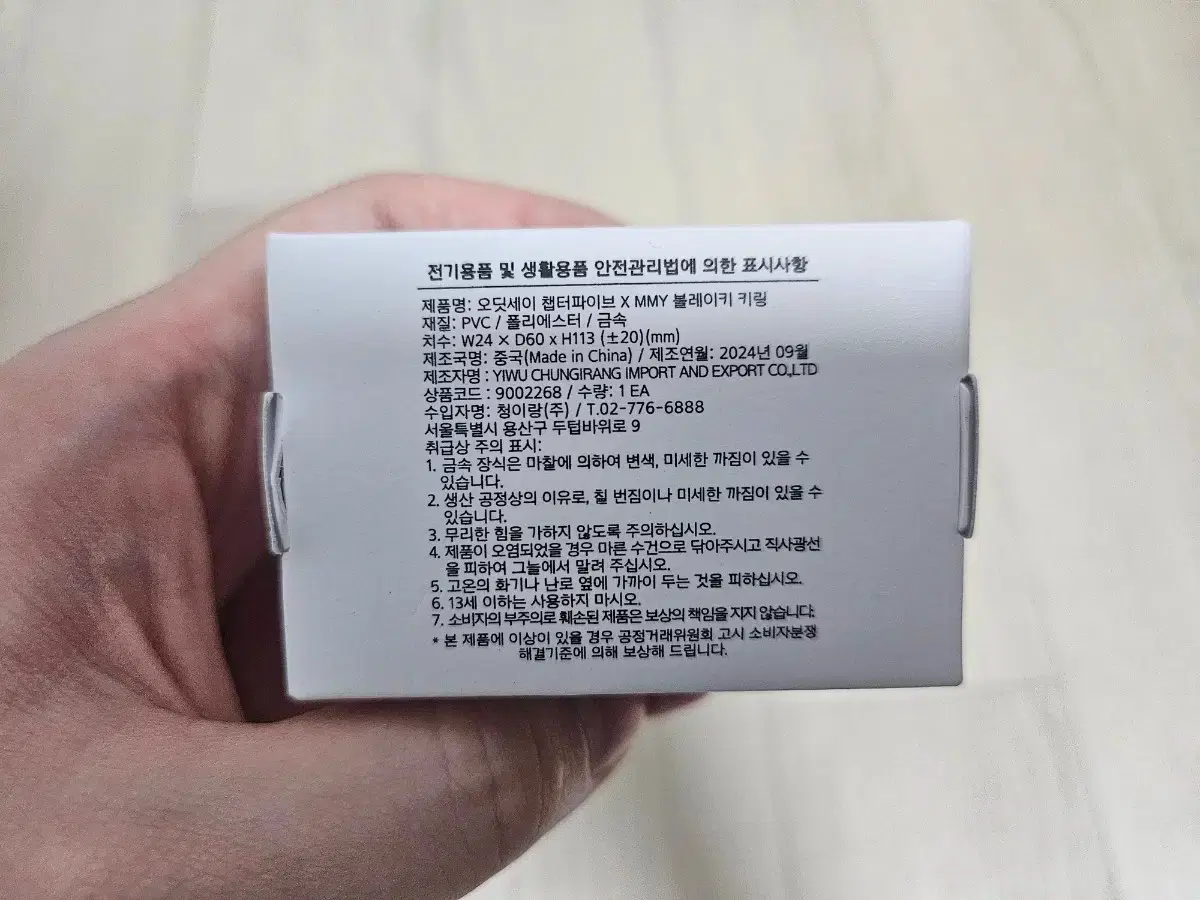 전기용품 및 생활용품 안전관리법에 의한 표시사항
제품명: 오딧세이 챕터파이브 X MMY 블레이키 키링
재질: PVC / 폴리에스터 / 금속
치수: W24 × D60 x H113 (±20)(mm)
제조국명: 중국(Made in China) / 제조연월: 2024년 09월
제조자명 : YIWU CHUNGIRANG IMPORT AND EXPORT CO.,LTD
상품코드 : 9002268 / 수량: 1 EA
수입자명: 청이랑(주) / T.02-776-6888
서울특별시 용산구 두텁바위로 9
취급상 주의 표시:
1. 금속 장식은 마찰에 의하여 변색, 미세한 까짐이 있을 수
있습니다.
2. 생산 공정상의 이유로, 칠 번짐이나 미세한 까짐이 있을 수
있습니다.
3. 무리한 힘을 가하지 않도록 주의하십시오.
4. 제품이 오염되었을 경우 마른 수건으로 닦아주시고 직사광선
을 피하여 그늘에서 말려 주십시오.
5. 고온의 화기나 난로 옆에 가까이 두는 것을 피하십시오.
6. 13세 이하는 사용하지 마시오.
7. 소비자의 부주의로 훼손된 제품은 보상의 책임을 지지 않습니다.
* 본 제품에 이상이 있을 경우 공정거래위원회 고시 소비자분쟁
해결기준에 의해 보상해 드립니다.